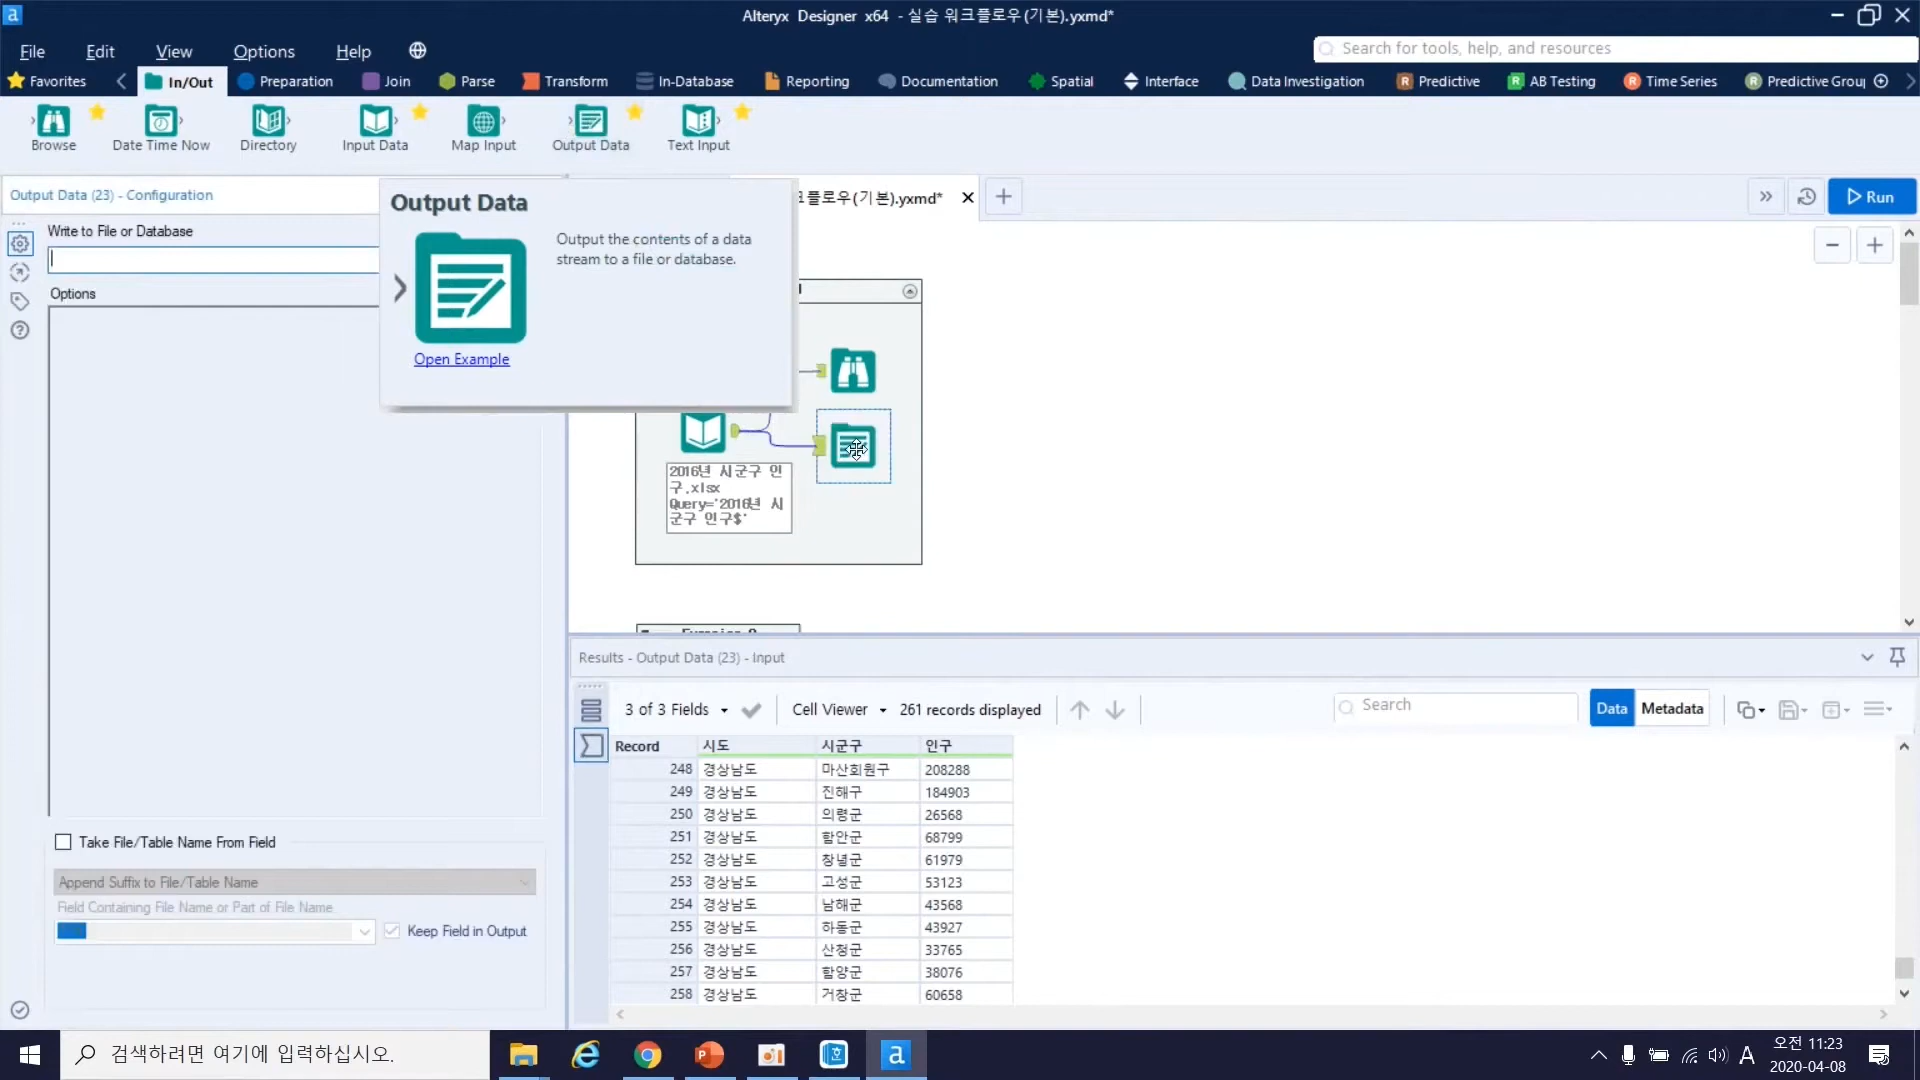 Alteryx Designer x64 - 실습 워크플로우(기본).yxmd*
File Edit View Options Help
Search for tools, help, and resources
Favorites In/Out Preparation Join Parse Transform In-Database Reporting Documentation Spatial Interface Data Investigation Predictive AB Testing Time Series Predictive Grou
Browse Date Time Now Directory Input Data Map Input Output Data Text Input
Output Data (23) - Configuration
크플로우(기본).yxmd*
Run
Write to File or Database
Options
Output Data
Output the contents of a data
stream to a file or database.
Open Example
2016년 시군구 인
구.xlsx
Query='2016년 시
군구 인구$'
Results - Output Data (23) - Input
3 of 3 Fields Cell Viewer 261 records displayed Search Data Metadata
Record 시도 시군구 인구
248 경상남도 마산회원구 208288
249 경상남도 진해구 184903
250 경상남도 의령군 26568
251 경상남도 함안군 68799
252 경상남도 창녕군 61979
253 경상남도 고성군 53123
254 경상남도 남해군 43568
255 경상남도 하동군 43927
256 경상남도 산청군 33765
257 경상남도 함양군 38076
258 경상남도 거창군 60658
Take File/Table Name From Field
Append Suffix to File/Table Name
Field Containing File Name or Part of File Name
Keep Field in Output
검색하려면 여기에 입력하십시오.
A
오전 11:23
2020-04-08